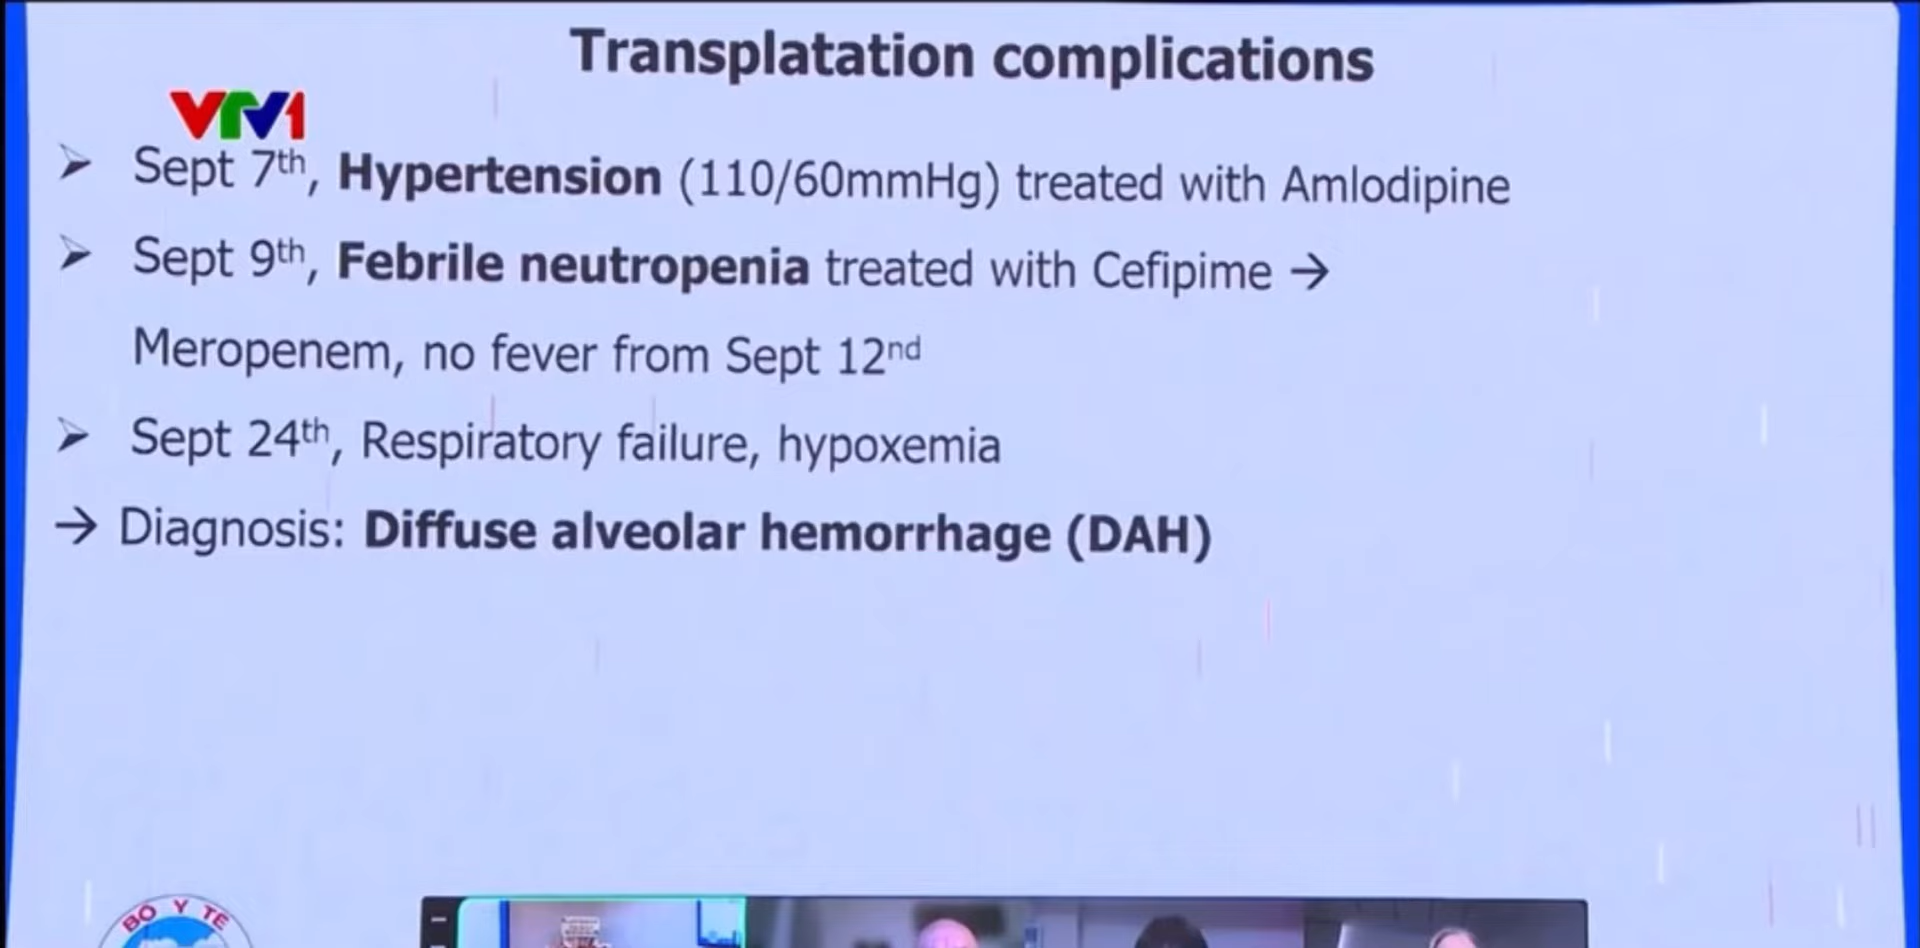 Transplatation complications
VTV1
Sept 7th, Hypertension (110/60mmHg) treated with Amlodipine
Sept 9th, Febrile neutropenia treated with Cefipime →
Meropenem, no fever from Sept 12nd
Sept 24th, Respiratory failure, hypoxemia
→ Diagnosis: Diffuse alveolar hemorrhage (DAH)
BỘ Y TẾ